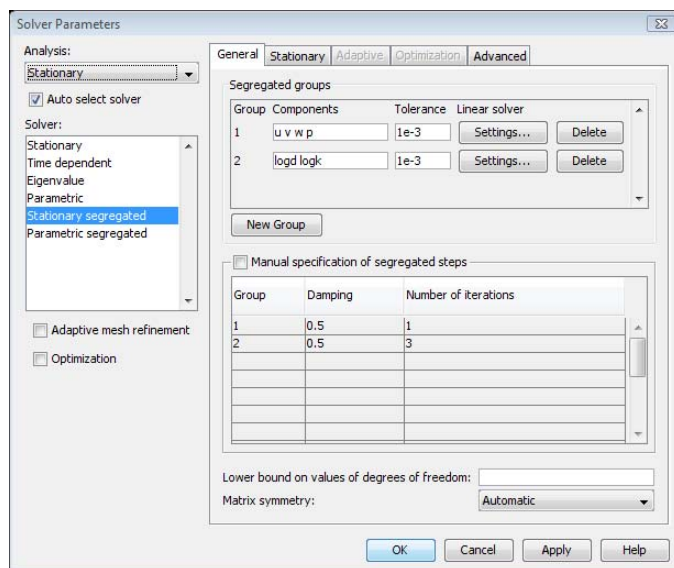 Solver Parameters
Analysis:
Stationary
Auto select solver
Solver:
Stationary
Time dependent
Eigenvalue
Parametric
Stationary segregated
Parametric segregated
Adaptive mesh refinement
Optimization
General Stationary Adaptive Optimization Advanced
Segregated groups
Group Components Tolerance Linear solver
1 u v w p 1e-3 Settings... Delete
2 logd logk 1e-3 Settings... Delete
New Group
Manual specification of segregated steps
Group Damping Number of iterations
1 0.5 1
2 0.5 3
Lower bound on values of degrees of freedom:
Matrix symmetry: Automatic
OK Cancel Apply Help